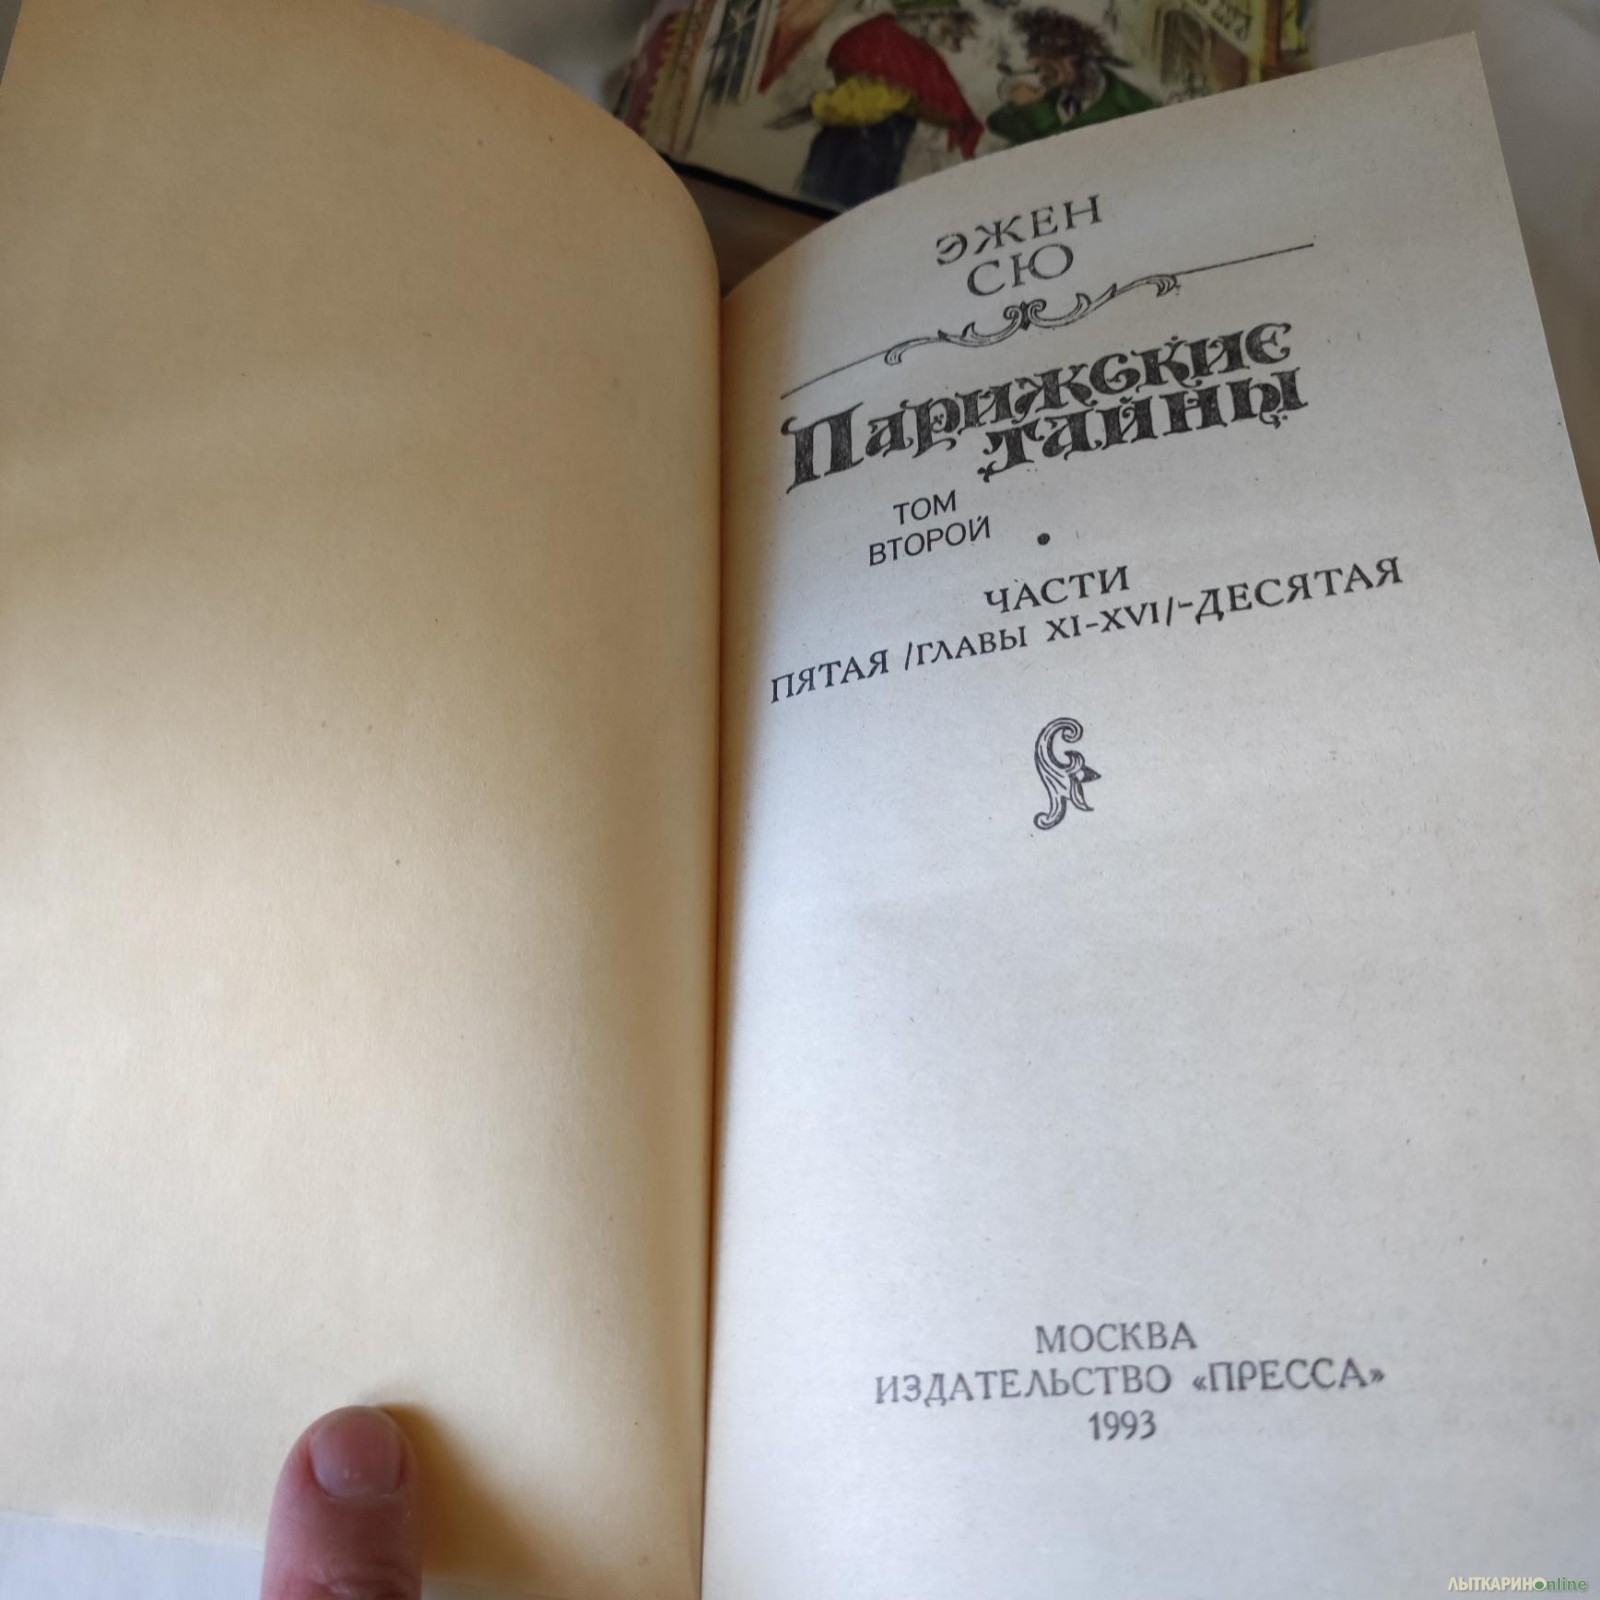 ЭЖЕН
СЮ
ПАРИЖСКИЕ
ТАЙНЫ
ТОМ
ВТОРОЙ
ЧАСТИ
ПЯТАЯ /ГЛАВЫ XI-XVI/-ДЕСЯТАЯ
МОСКВА
ИЗДАТЕЛЬСТВО «ПРЕССА»
1993
ЛЫТКАРИНОonline